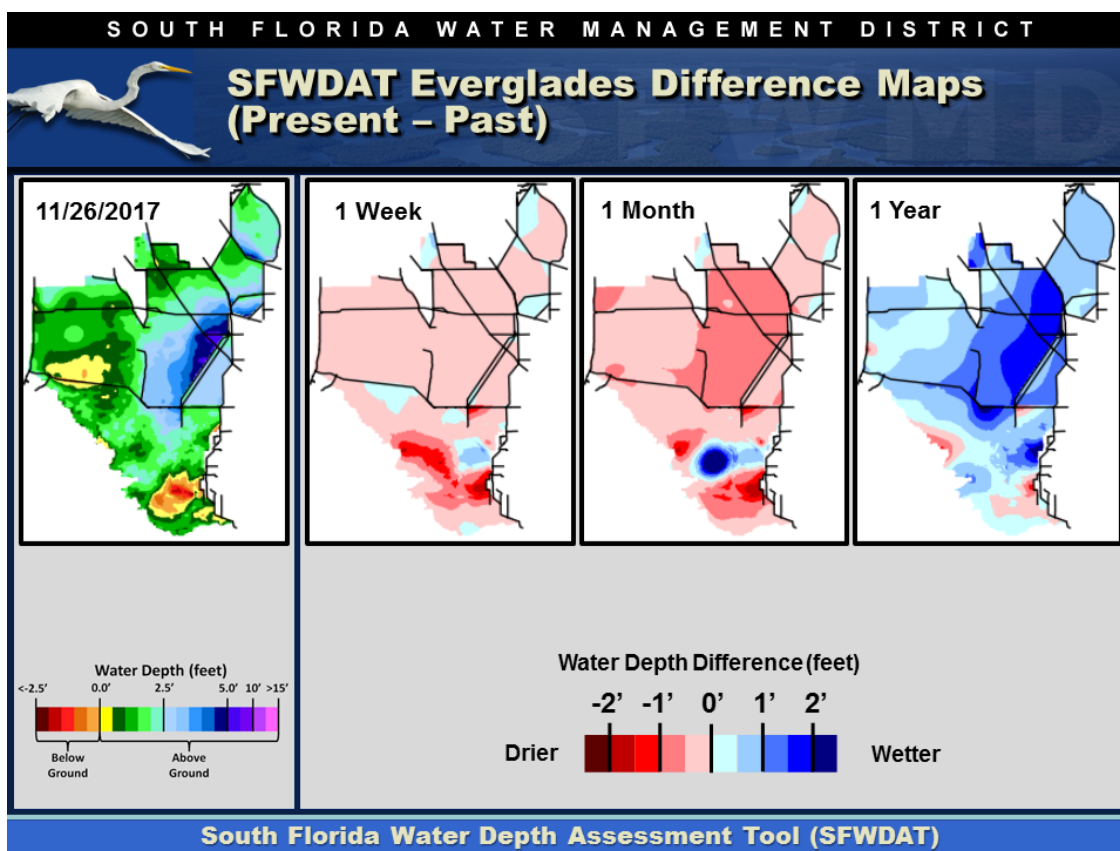 SOUTH FLORIDA WATER MANAGEMENT DISTRICT
SFWDAT Everglades Difference Maps
(Present – Past)
SFWMD
11/26/2017
1 Week
1 Month
1 Year
Water Depth (feet)
<-2.5' 0.0' 2.5' 5.0' 10' >15'
Below
Ground
Above
Ground
Water Depth Difference (feet)
-2' -1' 0' 1' 2'
Drier
Wetter
South Florida Water Depth Assessment Tool (SFWDAT)